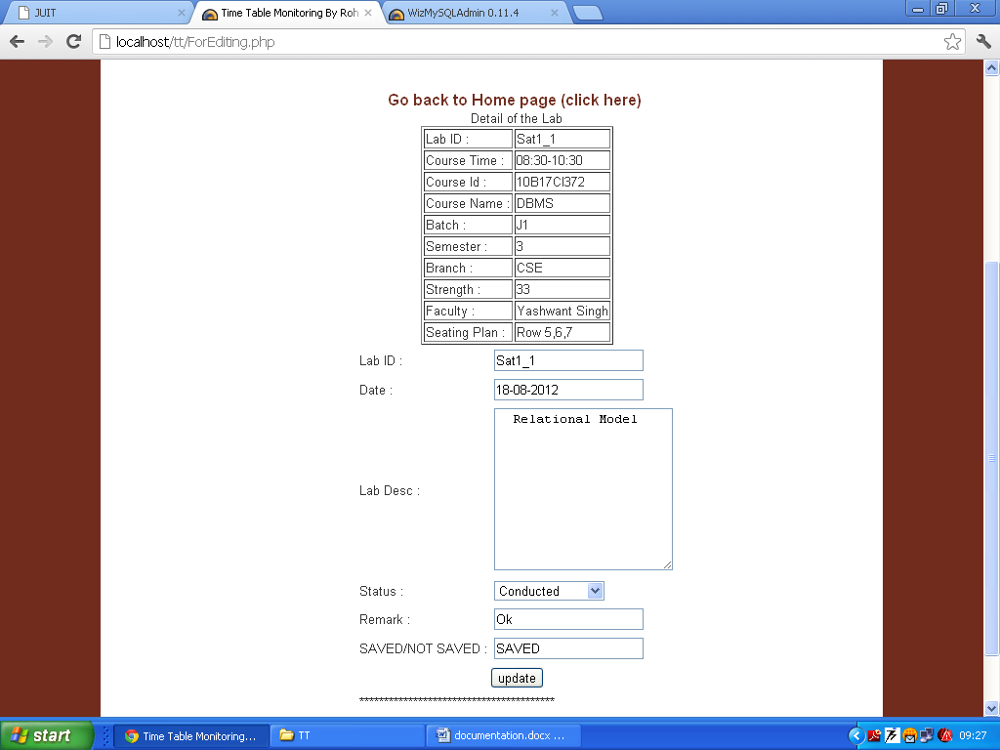 JUIT
Time Table Monitoring By Roh
WizMySQLAdmin 0.11.4
localhost/tt/ForEditing.php
Go back to Home page (click here)
Detail of the Lab
Lab ID : Sat1_1
Course Time : 08:30-10:30
Course Id : 10B17CI372
Course Name : DBMS
Batch : J1
Semester : 3
Branch : CSE
Strength : 33
Faculty : Yashwant Singh
Seating Plan : Row 5,6,7
Lab ID : Sat1_1
Date : 18-08-2012
Relational Model
Lab Desc :
Status : Conducted
Remark : Ok
SAVED/NOT SAVED : SAVED
update
****************************************
start
Time Table Monitoring...
TT
documentation.docx ...
09:27